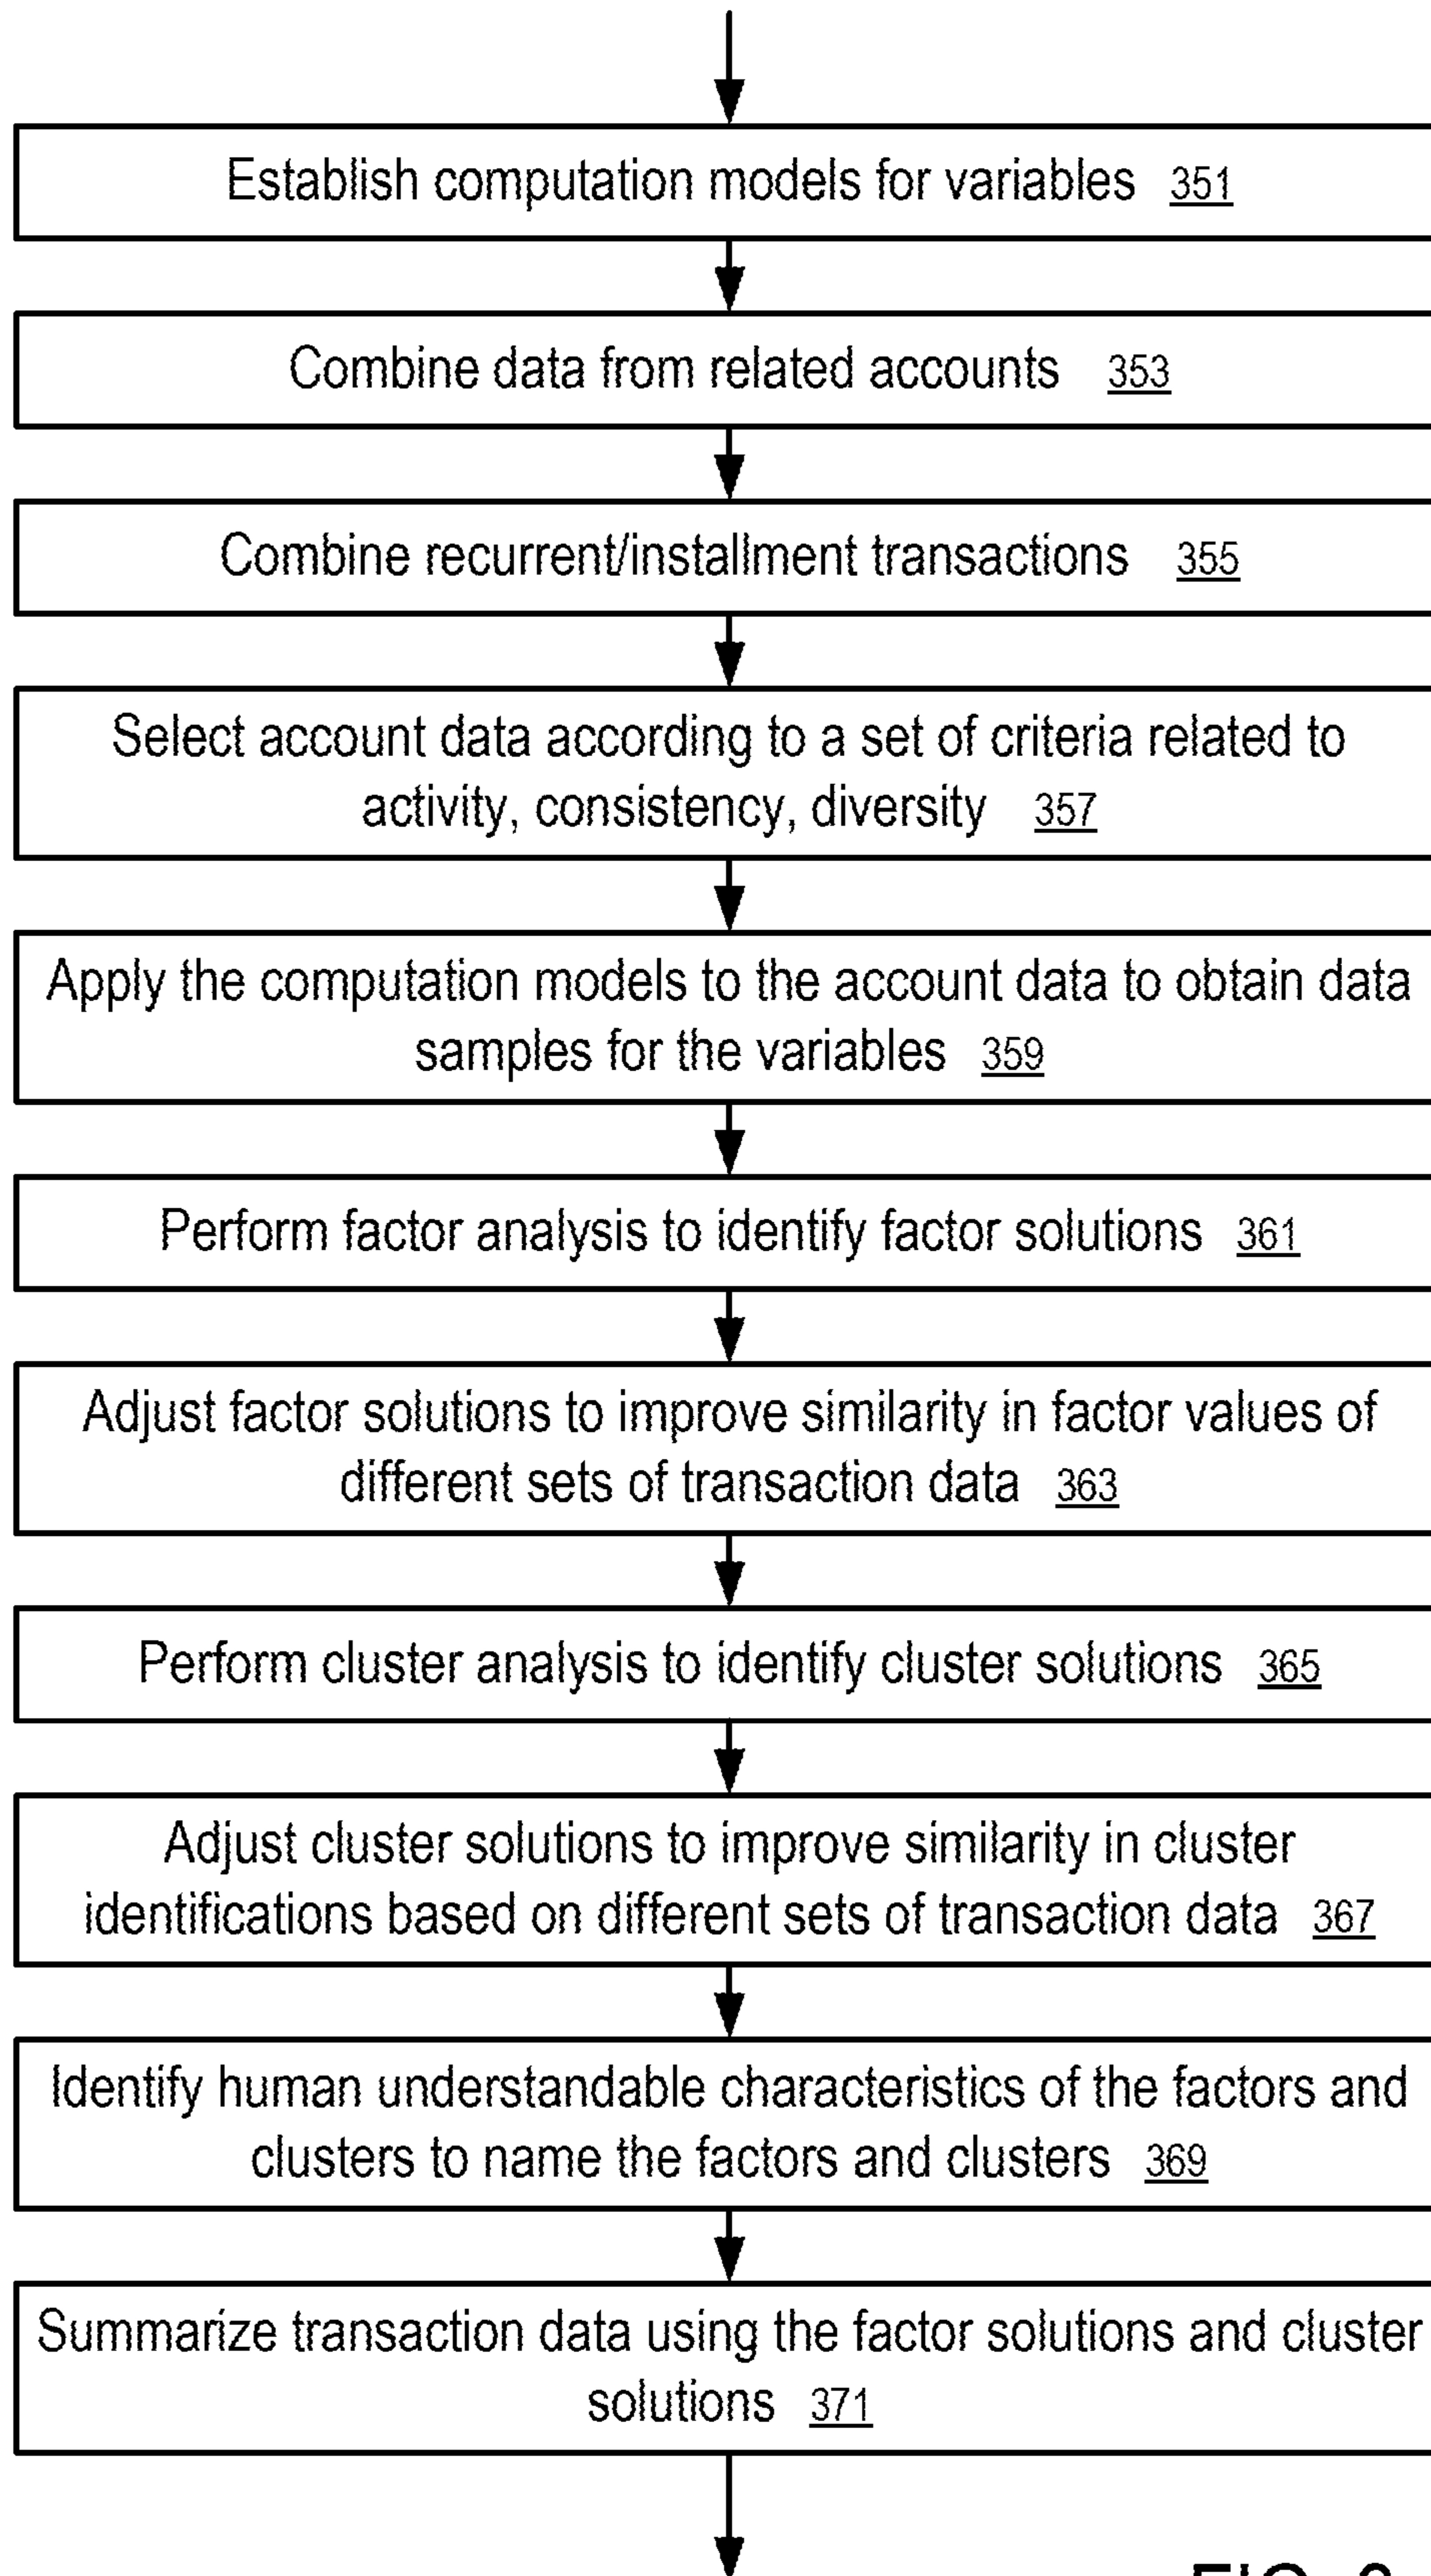 Establish computation models for variables 351
Combine data from related accounts 353
Combine recurrent/installment transactions 355
Select account data according to a set of criteria related to
activity, consistency, diversity 357
Apply the computation models to the account data to obtain data
samples for the variables 359
Perform factor analysis to identify factor solutions 361
Adjust factor solutions to improve similarity in factor values of
different sets of transaction data 363
Perform cluster analysis to identify cluster solutions 365
Adjust cluster solutions to improve similarity in cluster
identifications based on different sets of transaction data 367
Identify human understandable characteristics of the factors and
clusters to name the factors and clusters 369
Summarize transaction data using the factor solutions and cluster
solutions 371